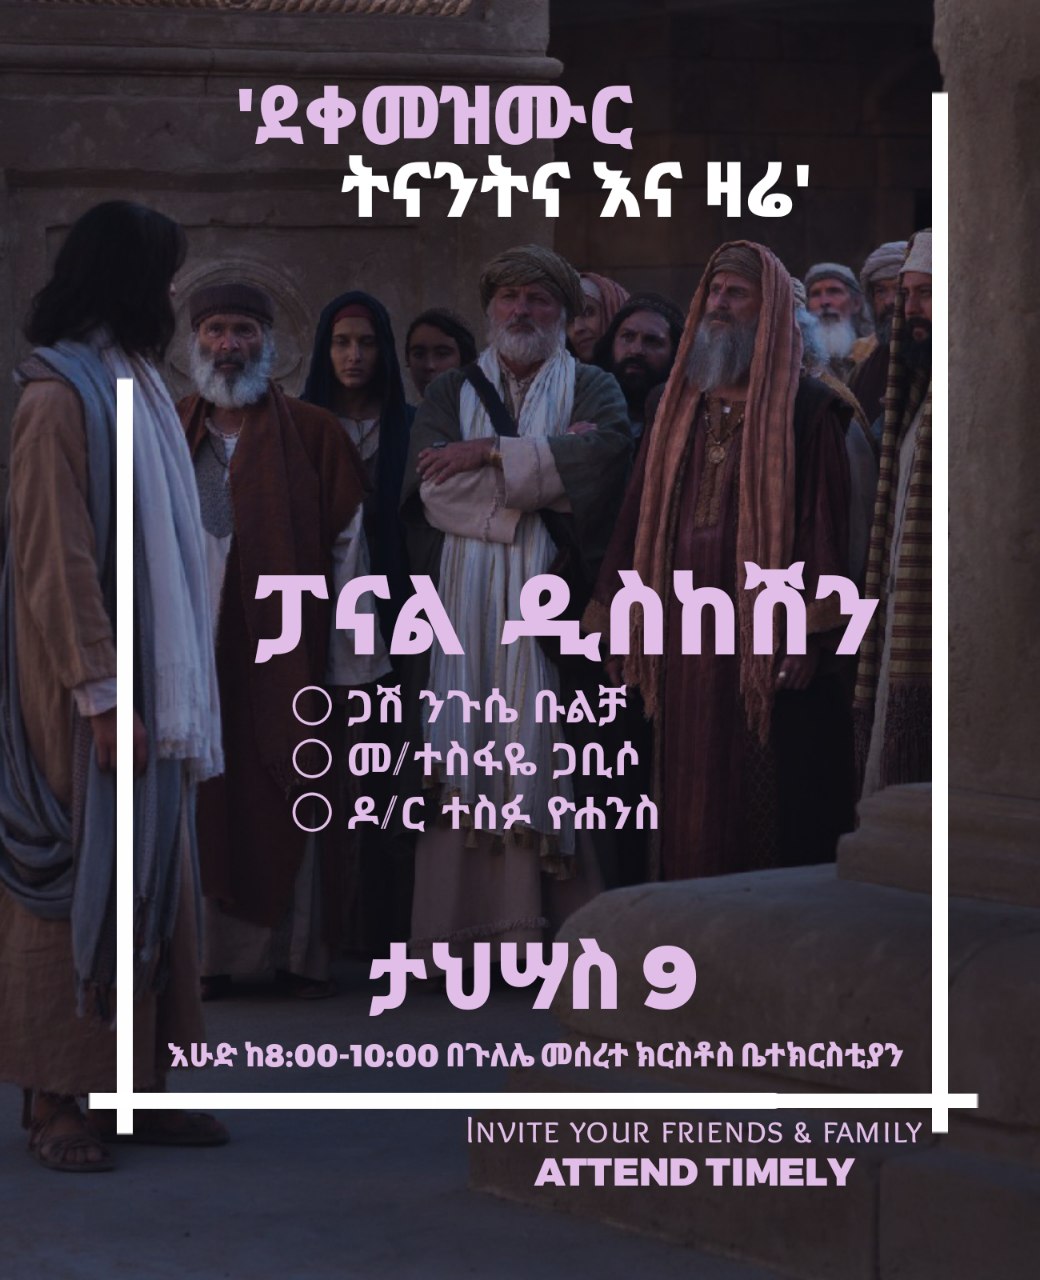 'ደቀመዝሙር
ትናንትና እና ዛሬ'
ፓናል ዲስከሽን
ጋሽ ንጉሴ ቡልቻ
መ/ተስፋዬ ጋቢሶ
ዶ/ር ተስፉ ዮሐንስ
ታህሣስ 9
እሁድ ከ8:00-10:00 በጉለሌ መሰረተ ክርስቶስ ቤተክርስቲያን
INVITE YOUR FRIENDS & FAMILY
ATTEND TIMELY